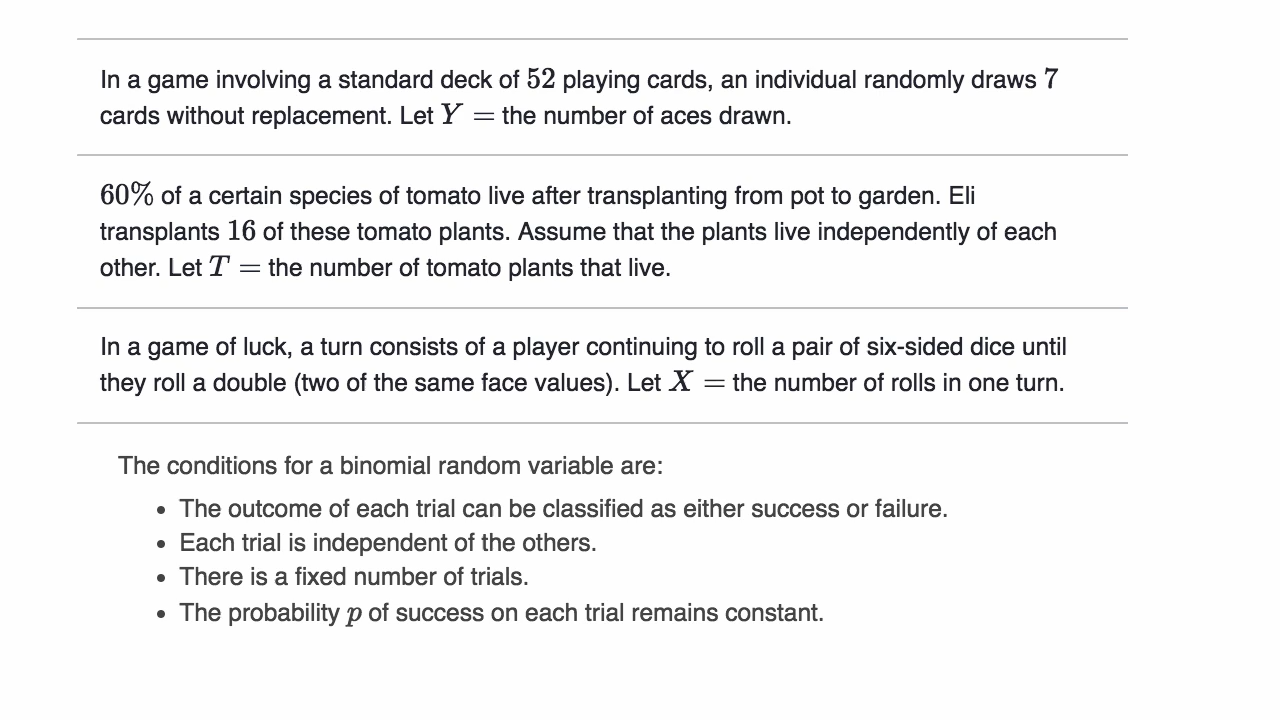 In a game involving a standard deck of 52 playing cards, an individual randomly draws 7
cards without replacement. Let Y = the number of aces drawn.
60% of a certain species of tomato live after transplanting from pot to garden. Eli
transplants 16 of these tomato plants. Assume that the plants live independently of each
other. Let T = the number of tomato plants that live.
In a game of luck, a turn consists of a player continuing to roll a pair of six-sided dice until
they roll a double (two of the same face values). Let X = the number of rolls in one turn.
The conditions for a binomial random variable are:
• The outcome of each trial can be classified as either success or failure.
• Each trial is independent of the others.
• There is a fixed number of trials.
• The probability p of success on each trial remains constant.